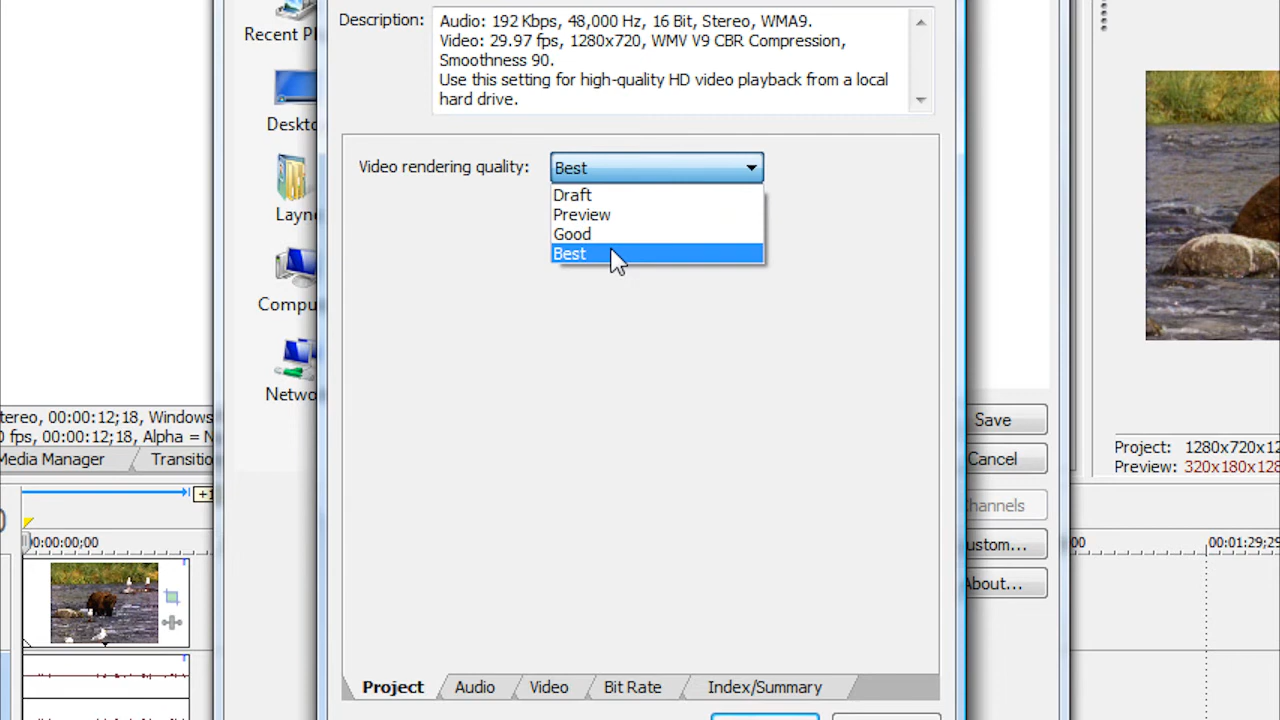 Recent Pl
Deskto
Layne
Compu
Netwo
Description:
Audio: 192 Kbps, 48,000 Hz, 16 Bit, Stereo, WMA9.
Video: 29.97 fps, 1280x720, WMV V9 CBR Compression,
Smoothness 90.
Use this setting for high-quality HD video playback from a local
hard drive.
Video rendering quality:
Best
Draft
Preview
Good
Best
Save
Cancel
Channels
ustom...
About...
Project: 1280x720x12
Preview: 320x180x128
tereo, 00:00:12;18, Windows
0 fps, 00:00:12;18, Alpha = N
Media Manager
Transitio
+1
00:00:00;00
00
00:01:29;29
Project
Audio
Video
Bit Rate
Index/Summary